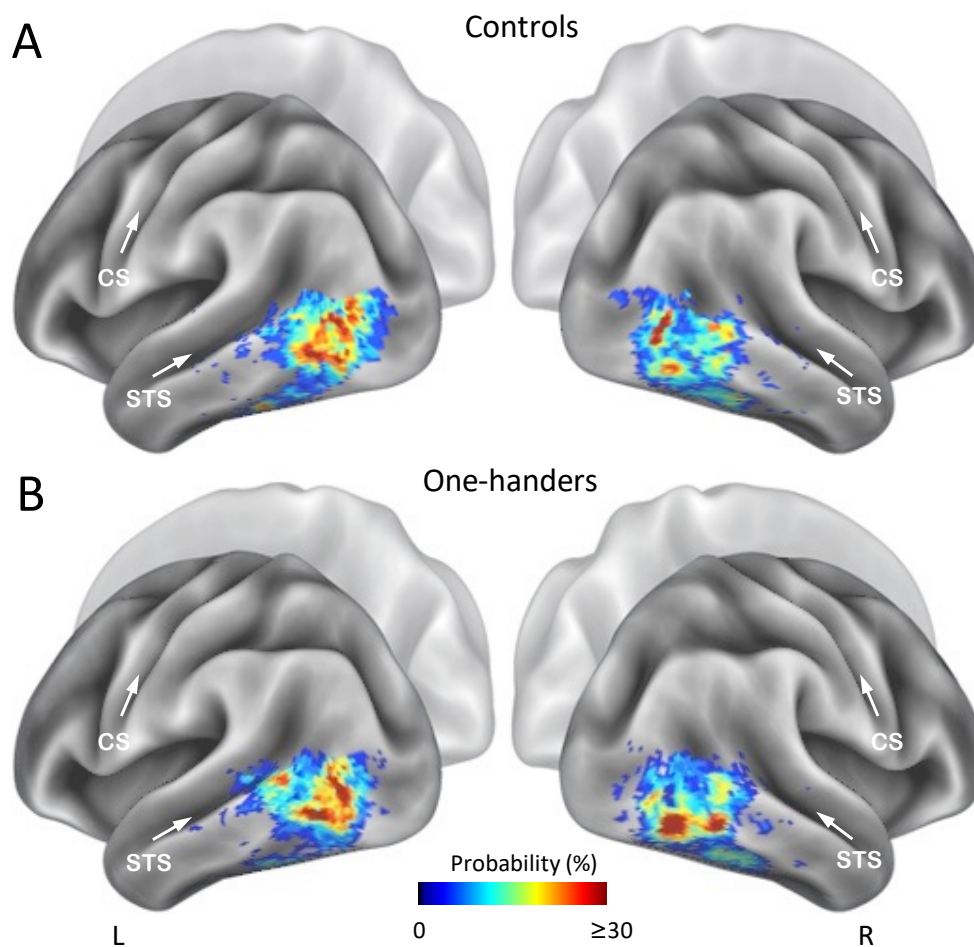 A
Controls
CS
CS
STS
STS
B
One-handers
CS
CS
STS
STS
Probability (%)
0
≥30
L
R